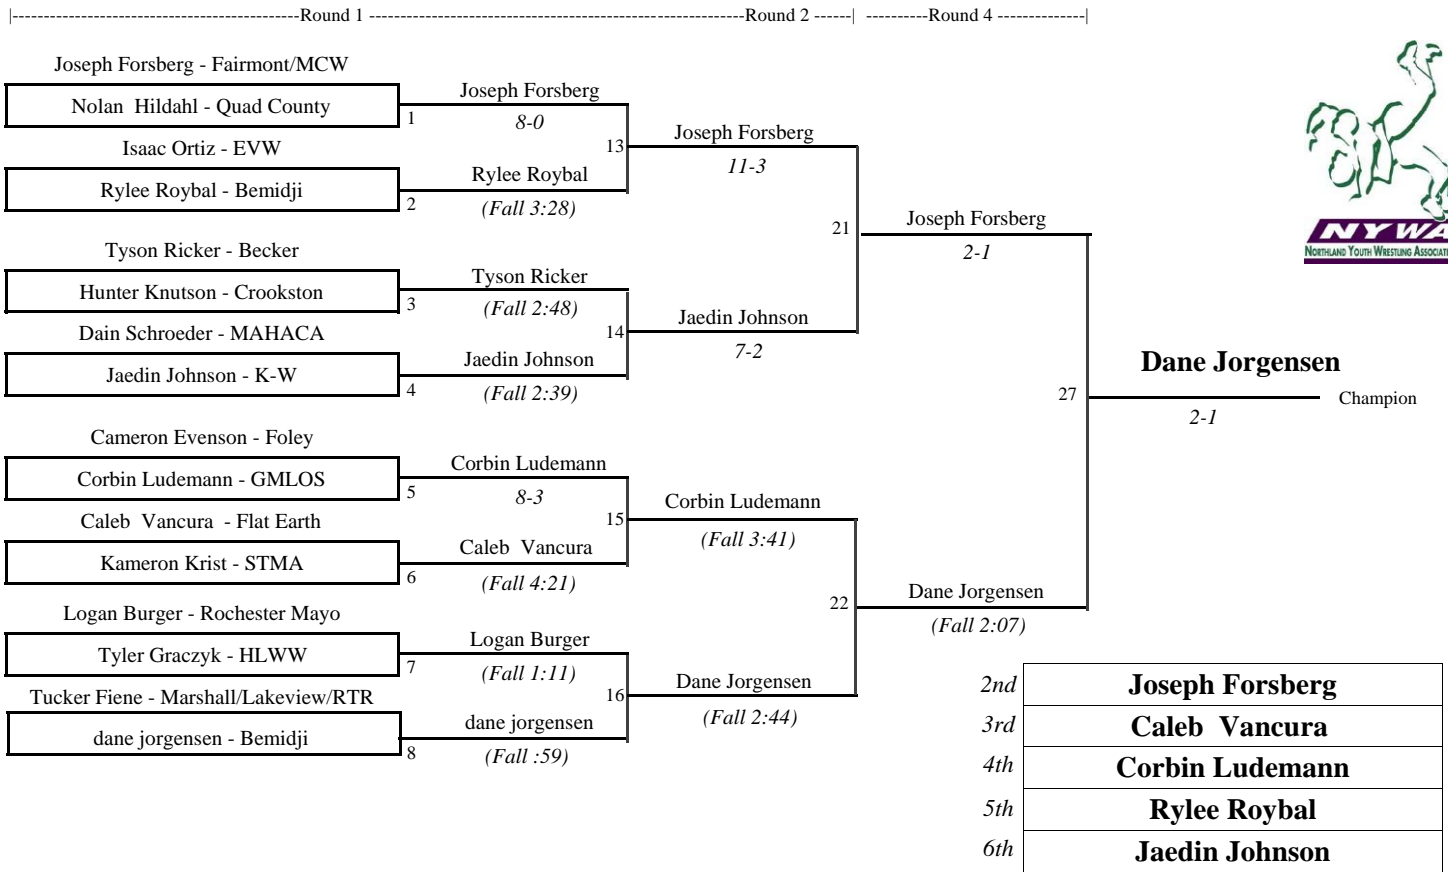 |-----------------------------------------------Round 1 -------------------------------------------------------------------------------Round 2 ------| ----------Round 4 --------------|
Joseph Forsberg - Fairmont/MCW
Nolan  Hildahl - Quad County
1
Isaac Ortiz - EVW
Rylee Roybal - Bemidji
2
Tyson Ricker - Becker
Hunter Knutson - Crookston
3
Dain Schroeder - MAHACA
Jaedin Johnson - K-W
4
Cameron Evenson - Foley
Corbin Ludemann - GMLOS
5
Caleb  Vancura  - Flat Earth
Kameron Krist - STMA
6
Logan Burger - Rochester Mayo
Tyler Graczyk - HLWW
7
Tucker Fiene - Marshall/Lakeview/RTR
dane jorgensen - Bemidji
8
Joseph Forsberg
8-0
13
Rylee Roybal
(Fall 3:28)
Tyson Ricker
(Fall 2:48)
14
Jaedin Johnson
(Fall 2:39)
Corbin Ludemann
8-3
15
Caleb  Vancura
(Fall 4:21)
Logan Burger
(Fall 1:11)
16
dane jorgensen
(Fall :59)
Joseph Forsberg
11-3
21
Jaedin Johnson
7-2
Corbin Ludemann
(Fall 3:41)
22
Dane Jorgensen
(Fall 2:44)
Joseph Forsberg
2-1
27
Dane Jorgensen
(Fall 2:07)
NYWA
NORTHLAND YOUTH WRESTLING ASSOCIATI
Dane Jorgensen
Champion
2-1
2nd Joseph Forsberg
3rd Caleb  Vancura
4th Corbin Ludemann
5th Rylee Roybal
6th Jaedin Johnson